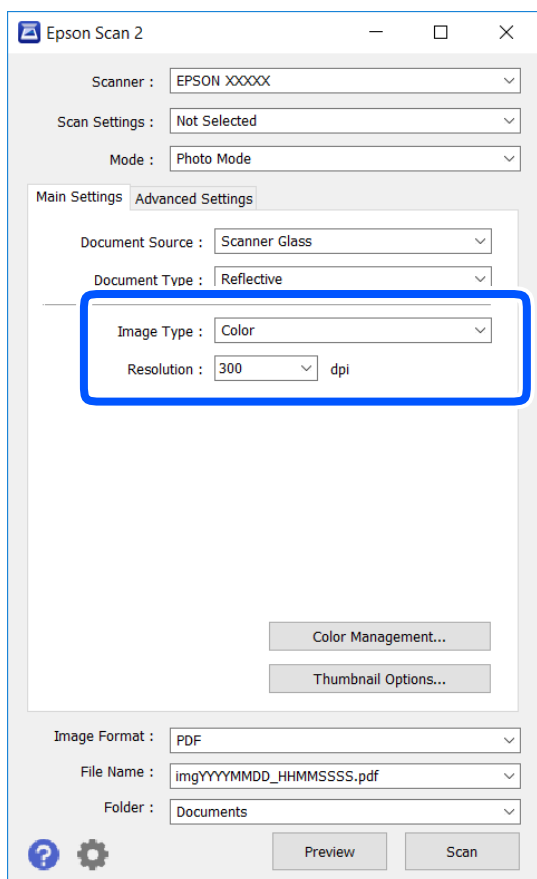 Epson Scan 2
Scanner : EPSON XXXXX
Scan Settings : Not Selected
Mode : Photo Mode
Main Settings Advanced Settings
Document Source : Scanner Glass
Document Type : Reflective
Image Type : Color
Resolution : 300 dpi
Color Management...
Thumbnail Options...
Image Format : PDF
File Name : imgYYYYMMDD_HHMMSSSS.pdf
Folder : Documents
? Preview Scan